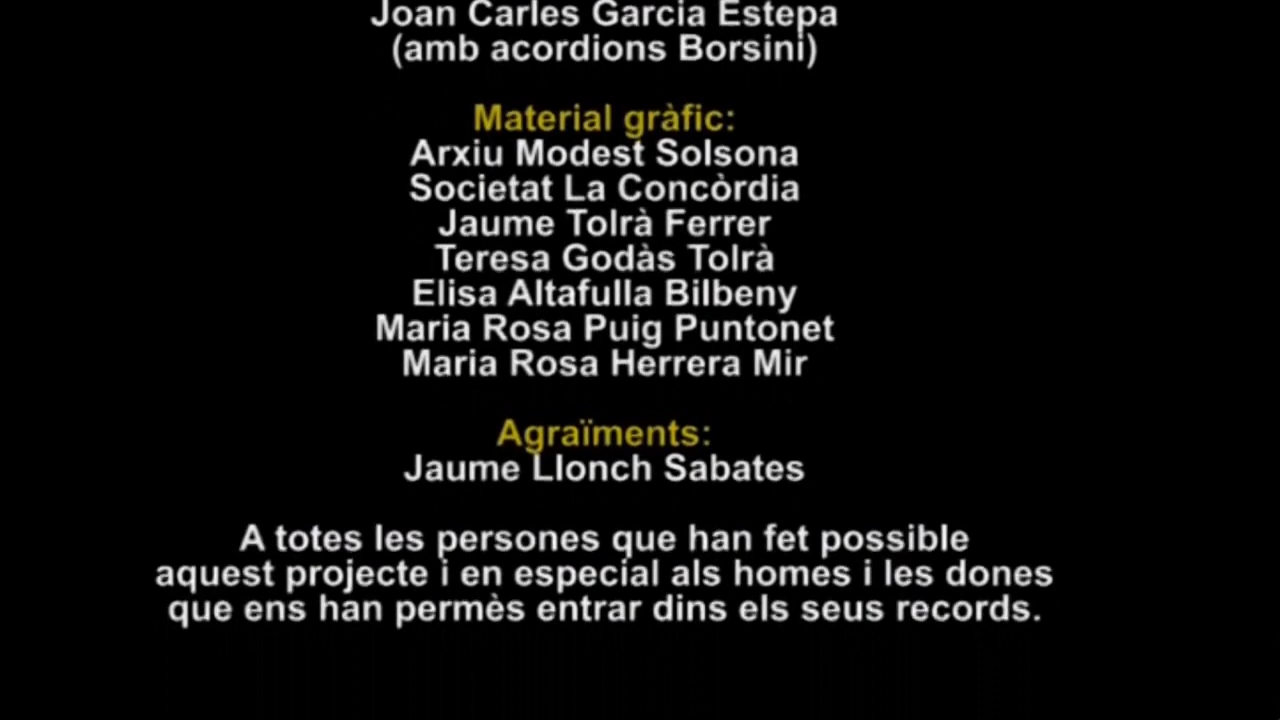 Joan Carles Garcia Estepa
(amb acordions Borsini)
Material gràfic:
Arxiu Modest Solsona
Societat La Concòrdia
Jaume Tolrà Ferrer
Teresa Godàs Tolrà
Elisa Altafulla Bilbeny
Maria Rosa Puig Puntonet
Maria Rosa Herrera Mir
Agraïments:
Jaume Llonch Sabates
A totes les persones que han fet possible
aquest projecte i en especial als homes i les dones
que ens han permès entrar dins els seus records.